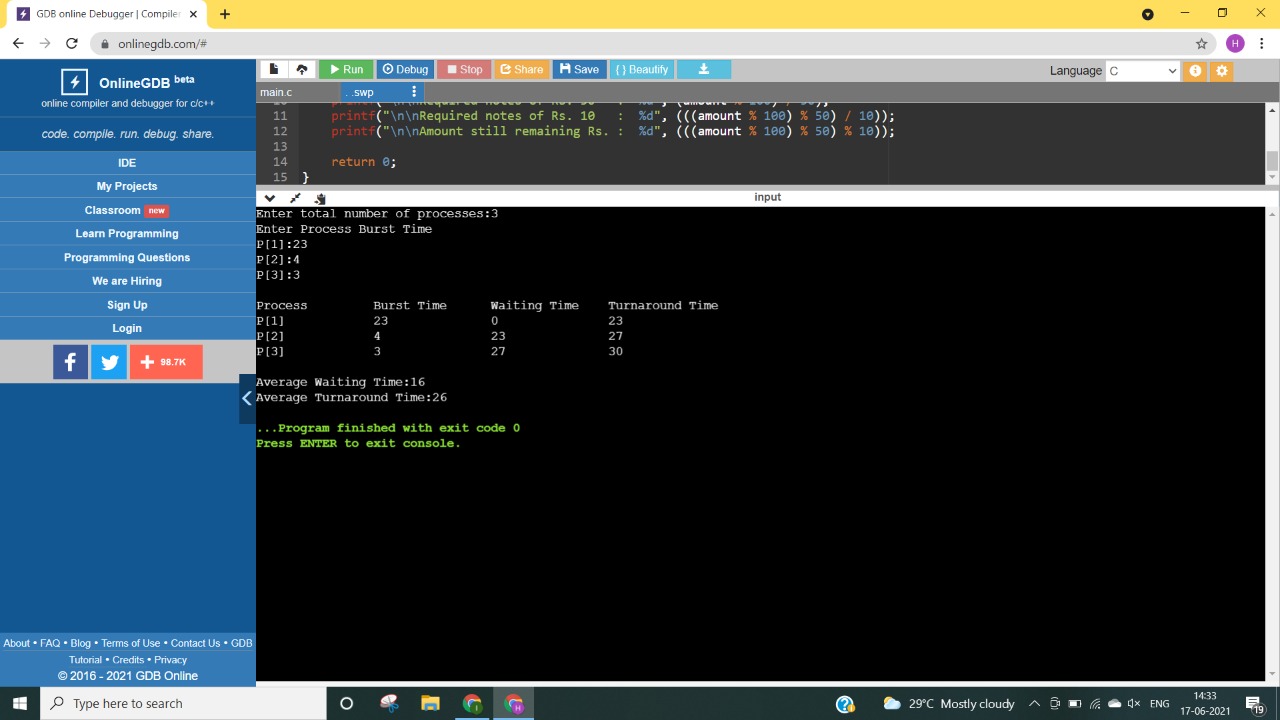 GDB online Debugger | Compiler
onlinegdb.com/#
H
OnlineGDB beta
online compiler and debugger for c/c++
code. compile. run. debug. share.
IDE
My Projects
Classroom new
Learn Programming
Programming Questions
We are Hiring
Sign Up
Login
98.7K
About • FAQ • Blog • Terms of Use • Contact Us • GDB
Tutorial • Credits • Privacy
© 2016 - 2021 GDB Online
Run Debug Stop Share Save { } Beautify
Language C
main.c ..swp
11 printf("\n\nRequired notes of Rs. 10 : %d", (((amount % 100) % 50) / 10));
12 printf("\n\nAmount still remaining Rs. : %d", (((amount % 100) % 50) % 10));
13
14 return 0;
15 }
input
Enter total number of processes:3
Enter Process Burst Time
P[1]:23
P[2]:4
P[3]:3
Process Burst Time Waiting Time Turnaround Time
P[1] 23 0 23
P[2] 4 23 27
P[3] 3 27 30
Average Waiting Time:16
Average Turnaround Time:26
...Program finished with exit code 0
Press ENTER to exit console.
Type here to search
29°C Mostly cloudy
ENG
14:33
17-06-2021
19